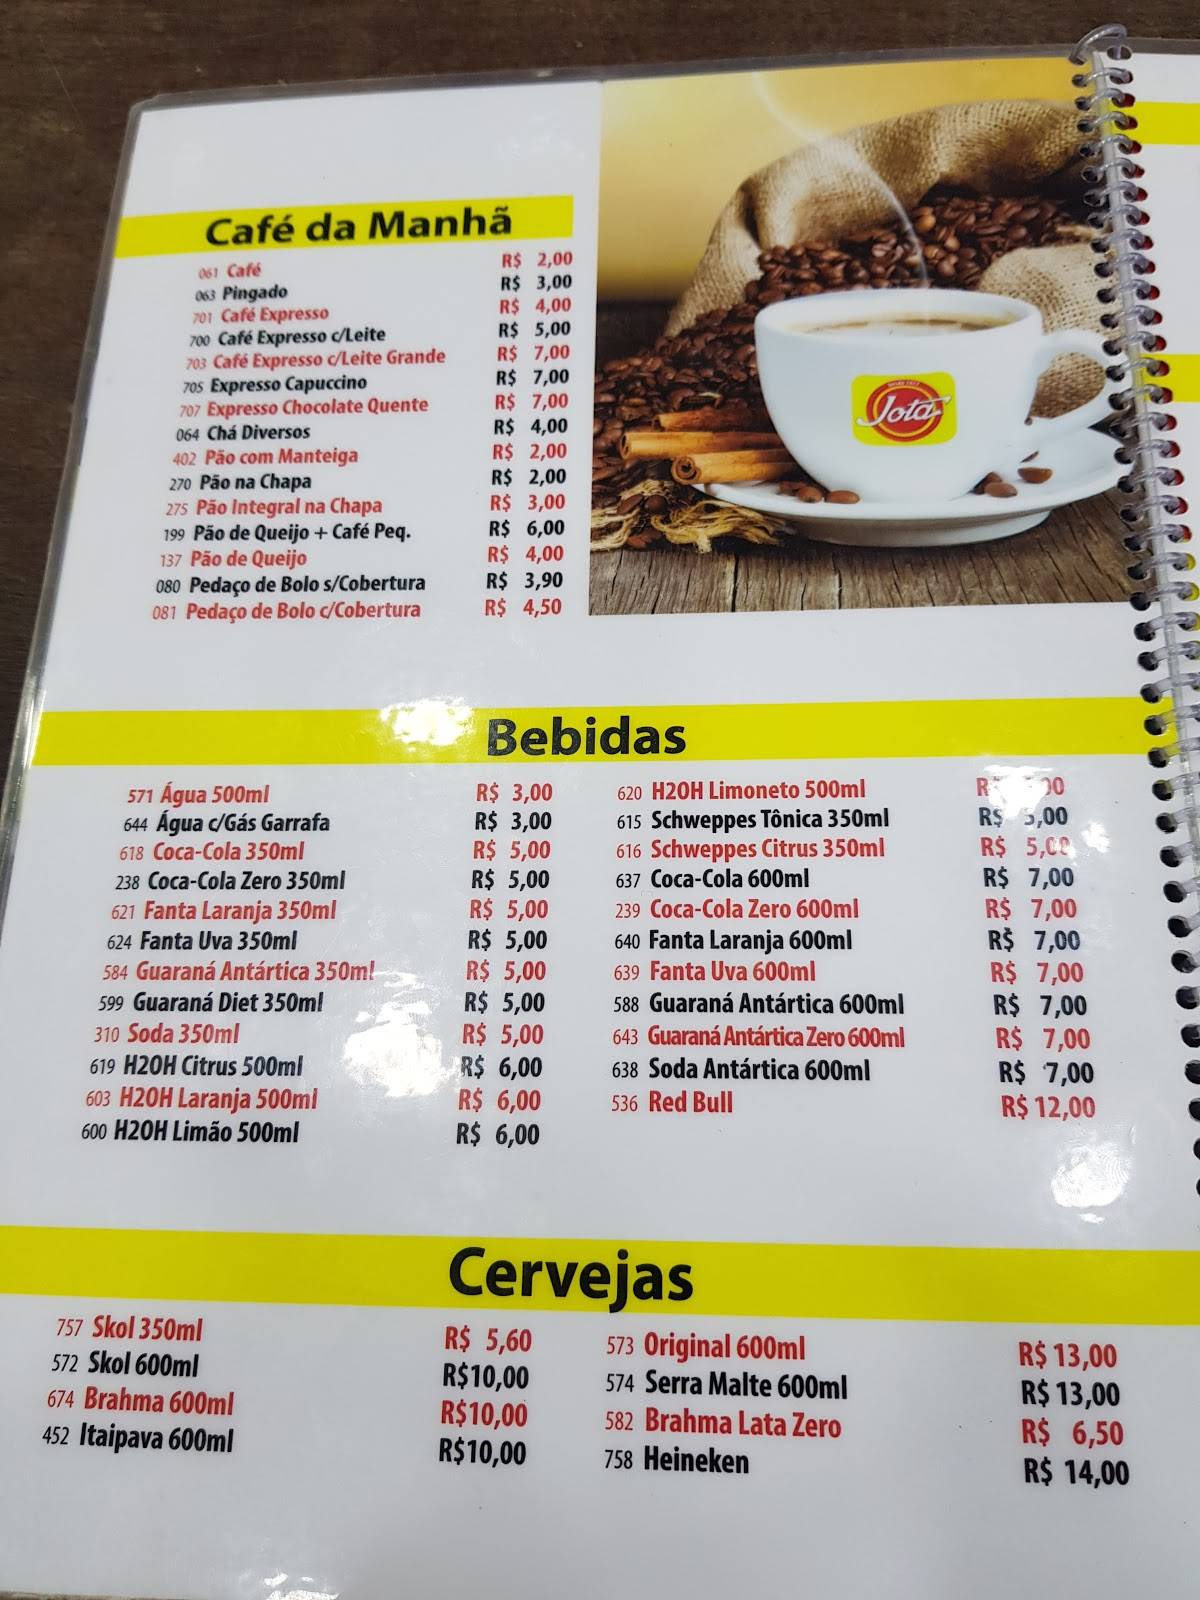 Café da Manhã
061 Café R$ 2,00
063 Pingado R$ 3,00
701 Café Expresso R$ 4,00
700 Café Expresso c/Leite R$ 5,00
703 Café Expresso c/Leite Grande R$ 7,00
705 Expresso Capuccino R$ 7,00
707 Expresso Chocolate Quente R$ 7,00
064 Chá Diversos R$ 4,00
402 Pão com Manteiga R$ 2,00
270 Pão na Chapa R$ 2,00
275 Pão Integral na Chapa R$ 3,00
199 Pão de Queijo + Café Peq. R$ 6,00
137 Pão de Queijo R$ 4,00
080 Pedaço de Bolo s/Cobertura R$ 3,90
081 Pedaço de Bolo c/Cobertura R$ 4,50
Jota
Bebidas
571 Água 500ml R$ 3,00
644 Água c/Gás Garrafa R$ 3,00
618 Coca-Cola 350ml R$ 5,00
238 Coca-Cola Zero 350ml R$ 5,00
621 Fanta Laranja 350ml R$ 5,00
624 Fanta Uva 350ml R$ 5,00
584 Guaraná Antártica 350ml R$ 5,00
599 Guaraná Diet 350ml R$ 5,00
310 Soda 350ml R$ 5,00
619 H2OH Citrus 500ml R$ 6,00
603 H2OH Laranja 500ml R$ 6,00
600 H2OH Limão 500ml R$ 6,00
620 H2OH Limoneto 500ml
615 Schweppes Tônica 350ml R$ 5,00
616 Schweppes Citrus 350ml R$ 5,00
637 Coca-Cola 600ml R$ 7,00
239 Coca-Cola Zero 600ml R$ 7,00
640 Fanta Laranja 600ml R$ 7,00
639 Fanta Uva 600ml R$ 7,00
588 Guaraná Antártica 600ml R$ 7,00
643 Guaraná Antártica Zero 600ml R$ 7,00
638 Soda Antártica 600ml R$ 7,00
536 Red Bull R$ 12,00
Cervejas
757 Skol 350ml R$ 5,60
572 Skol 600ml R$10,00
674 Brahma 600ml R$10,00
452 Itaipava 600ml R$10,00
573 Original 600ml R$ 13,00
574 Serra Malte 600ml R$ 13,00
582 Brahma Lata Zero R$ 6,50
758 Heineken R$ 14,00